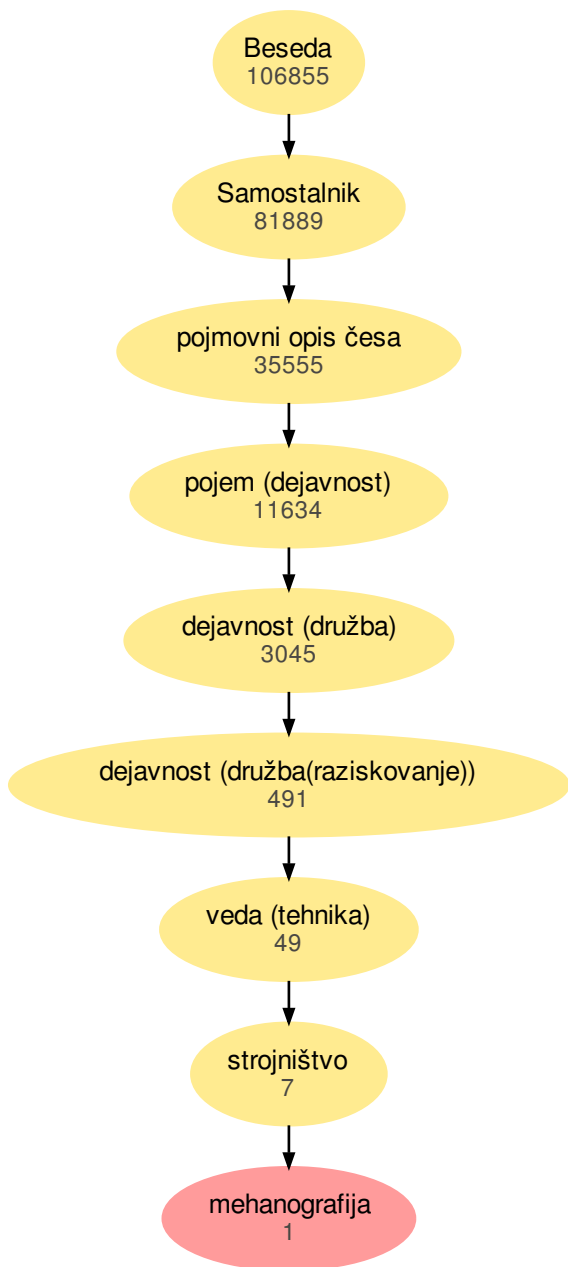 Beseda
106855
Samostalnik
81889
pojmovni opis česa
35555
pojem (dejavnost)
11634
dejavnost (družba)
3045
dejavnost (družba(raziskovanje))
491
veda (tehnika)
49
strojništvo
7
mehanografija
1